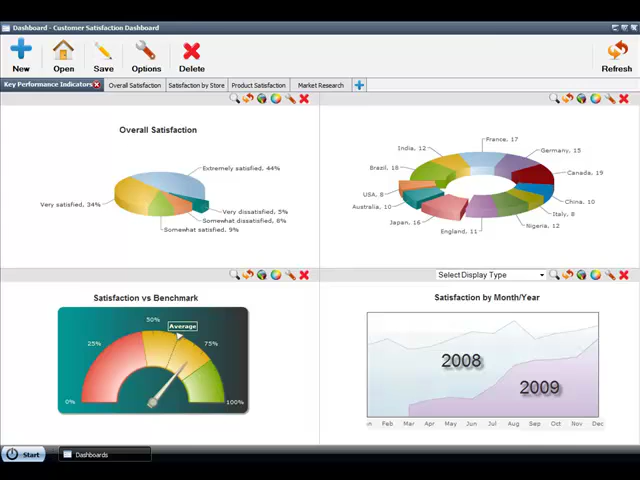 Dashboard - Customer Satisfaction Dashboard
New Open Save Options Delete Refresh
Key Performance Indicators Overall Satisfaction Satisfaction by Store Product Satisfaction Market Research
Overall Satisfaction
Extremely satisfied, 44%
Very satisfied, 34%
Very dissatisfied, 5%
Somewhat dissatisfied, 8%
Somewhat satisfied, 9%
France, 17
India, 12
Germany, 15
Brazil, 18
Canada, 19
USA, 8
China, 10
Australia, 10
Italy, 8
Japan, 16
Nigeria, 12
England, 11
Select Display Type
Satisfaction vs Benchmark
50%
Average
25%
75%
0%
100%
Satisfaction by Month/Year
2008
2009
Feb Mar Apr May Jun Jul Aug Sep Oct Nov Dec
Start Dashboards